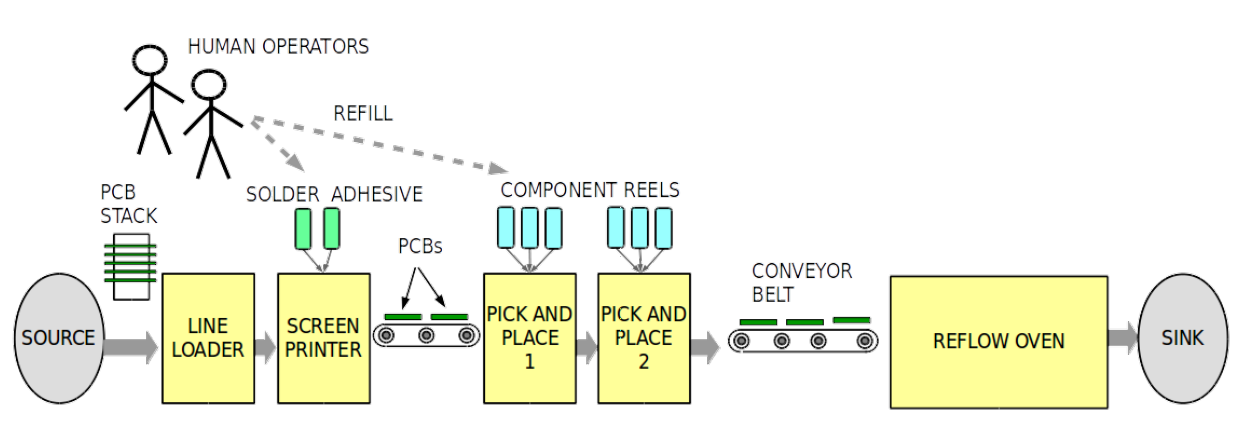 HUMAN OPERATORS
REFILL
PCB
STACK
SOLDER ADHESIVE
COMPONENT REELS
PCBs
CONVEYOR
BELT
SOURCE
LINE
LOADER
SCREEN
PRINTER
PICK AND
PLACE
1
PICK AND
PLACE
2
REFLOW OVEN
SINK